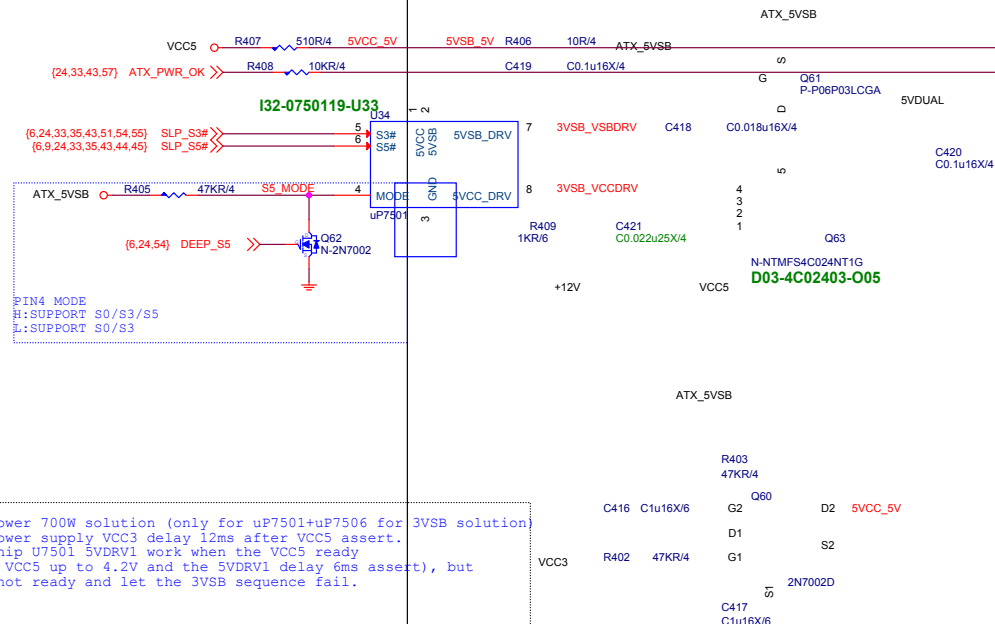 ATX_5VSB
VCC5
R407
510R/4
5VCC_5V
5VSB_5V
R406
10R/4
ATX_5VSB
{24,33,43,57}
ATX_PWR_OK
R408
10KR/4
C419
C0.1u16X/4
S
G
Q61
P-P06P03LCGA
5VDUAL
I32-0750119-U33
U34
1
2
D
{6,24,33,35,43,51,54,55}
SLP_S3#
5
S3#
5VCC
5VSB
5VSB_DRV
7
3VSB_VSBDRV
C418
C0.018u16X/4
{6,9,24,33,35,43,44,45}
SLP_S5#
6
S5#
C420
C0.1u16X/4
5
ATX_5VSB
R405
47KR/4
S5_MODE
4
MODE
GND
5VCC_DRV
8
3VSB_VCCDRV
4
3
2
1
uP7501
3
R409
1KR/6
C421
C0.022u25X/4
{6,24,54}
DEEP_S5
Q62
N-2N7002
Q63
N-NTMFS4C024NT1G
D03-4C02403-O05
+12V
VCC5
PIN4 MODE
H:SUPPORT S0/S3/S5
L:SUPPORT S0/S3
ATX_5VSB
R403
47KR/4
Q60
C416
C1u16X/6
G2
D2
5VCC_5V
D1
S2
VCC3
R402
47KR/4
G1
S1
2N7002D
C417
C1u16X/6
ower 700W solution (only for uP7501+uP7506 for 3VSB solution)
ower supply VCC3 delay 12ms after VCC5 assert.
hip U7501 5VDRV1 work when the VCC5 ready
VCC5 up to 4.2V and the 5VDRV1 delay 6ms assert), but
not ready and let the 3VSB sequence fail.